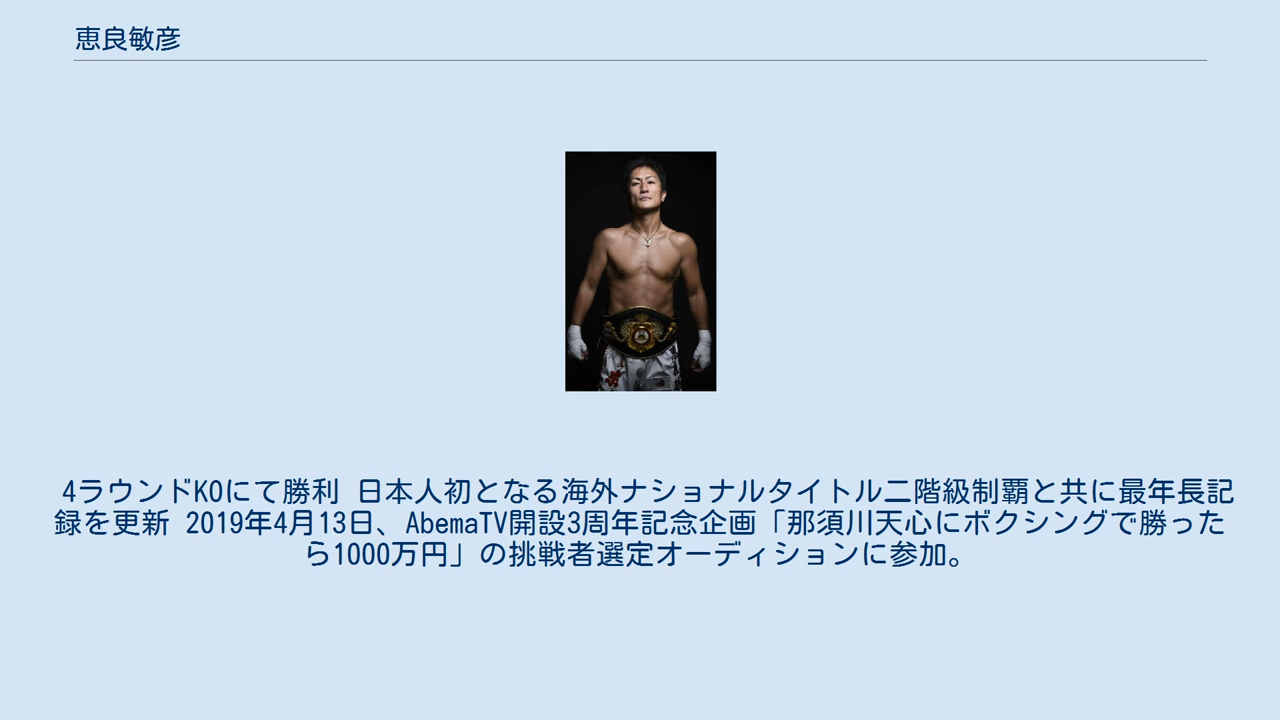 恵良敏彦
4ラウンドKOにて勝利 日本人初となる海外ナショナルタイトル二階級制覇と共に最年長記
録を更新 2019年4月13日、AbemaTV開設3周年記念企画「那須川天心にボクシングで勝った
ら1000万円」の挑戦者選定オーディションに参加。